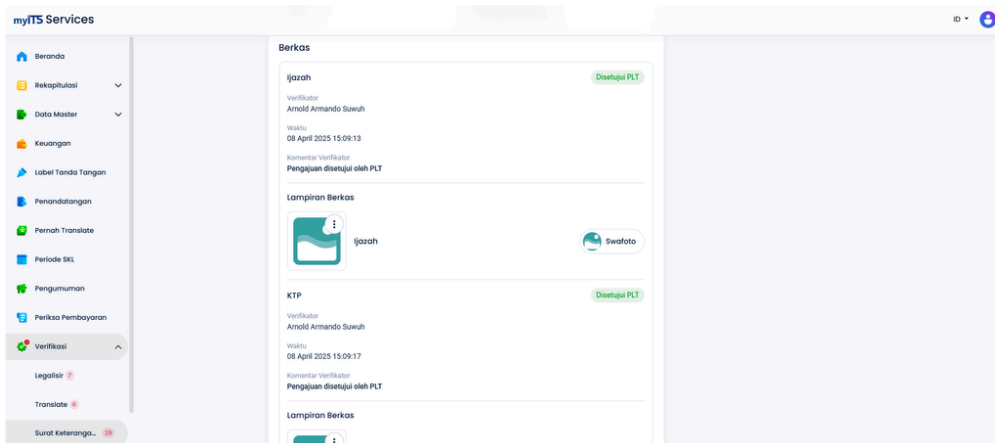 myITS Services
ID
Beranda
Rekapitulasi
Data Master
Keuangan
Label Tanda Tangan
Penandatangan
Pernah Translate
Periode SKL
Pengumuman
Periksa Pembayaran
Verifikasi
Legalisir 7
Translate 6
Surat Keteranga... 29
Berkas
Ijazah Disetujui PLT
Verifikator
Arnold Armando Suwuh
Waktu
08 April 2025 15:09:13
Komentar Verifikator
Pengajuan disetujui oleh PLT
Lampiran Berkas
Ijazah Swafoto
KTP Disetujui PLT
Verifikator
Arnold Armando Suwuh
Waktu
08 April 2025 15:09:17
Komentar Verifikator
Pengajuan disetujui oleh PLT
Lampiran Berkas